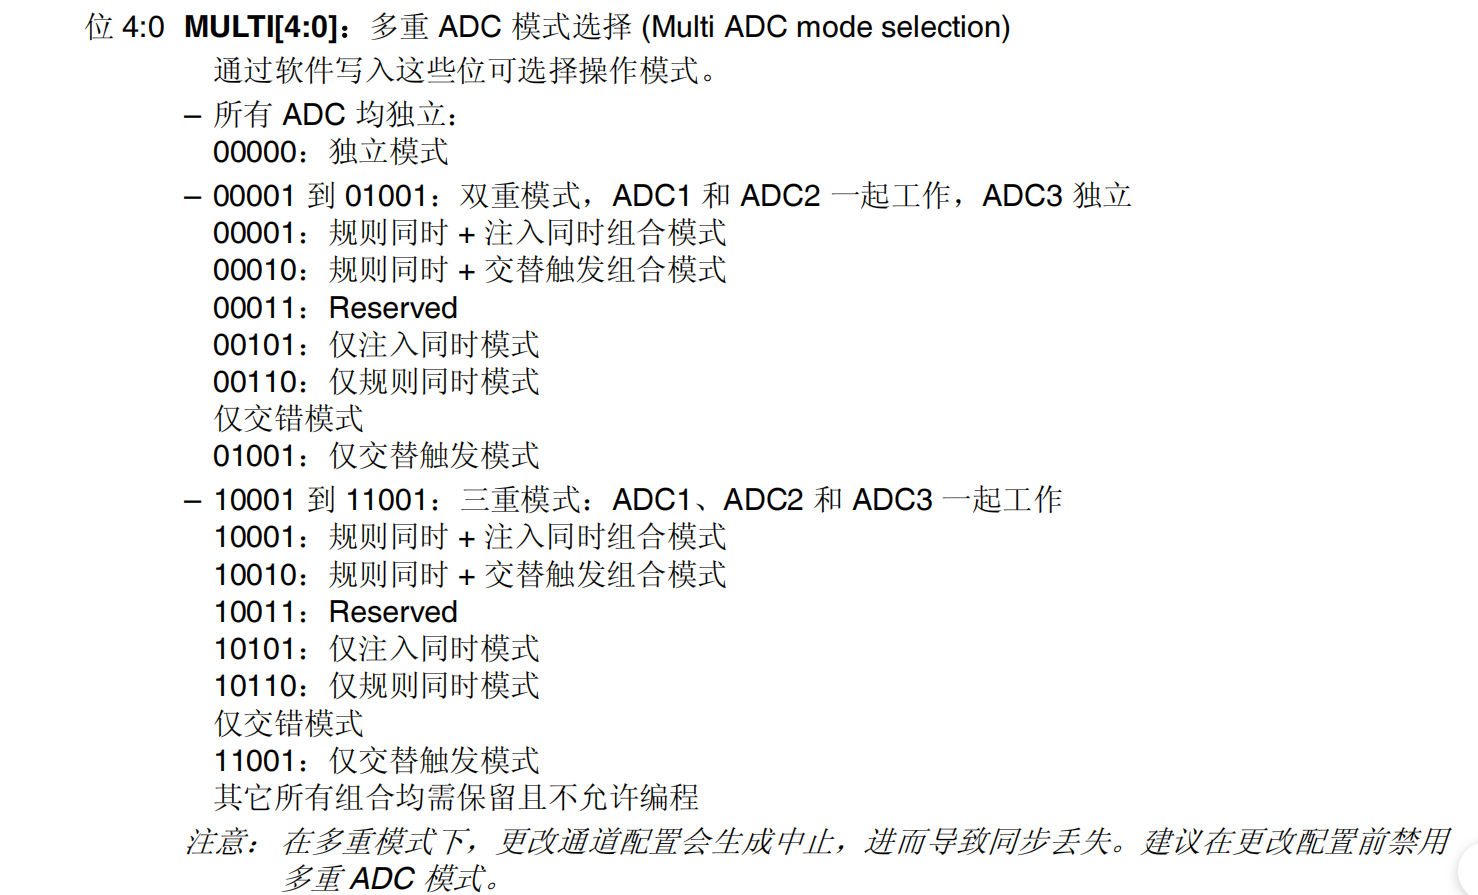 位 4:0 MULTI[4:0]：多重 ADC 模式选择 (Multi ADC mode selection)
通过软件写入这些位可选择操作模式。
– 所有 ADC 均独立：
00000：独立模式
– 00001 到 01001：双重模式，ADC1 和 ADC2 一起工作，ADC3 独立
00001：规则同时 + 注入同时组合模式
00010：规则同时 + 交替触发组合模式
00011：Reserved
00101：仅注入同时模式
00110：仅规则同时模式
仅交错模式
01001：仅交替触发模式
– 10001 到 11001：三重模式：ADC1、ADC2 和 ADC3 一起工作
10001：规则同时 + 注入同时组合模式
10010：规则同时 + 交替触发组合模式
10011：Reserved
10101：仅注入同时模式
10110：仅规则同时模式
仅交错模式
11001：仅交替触发模式
其它所有组合均需保留且不允许编程
注意：在多重模式下，更改通道配置会生成中止，进而导致同步丢失。建议在更改配置前禁用
多重 ADC 模式。